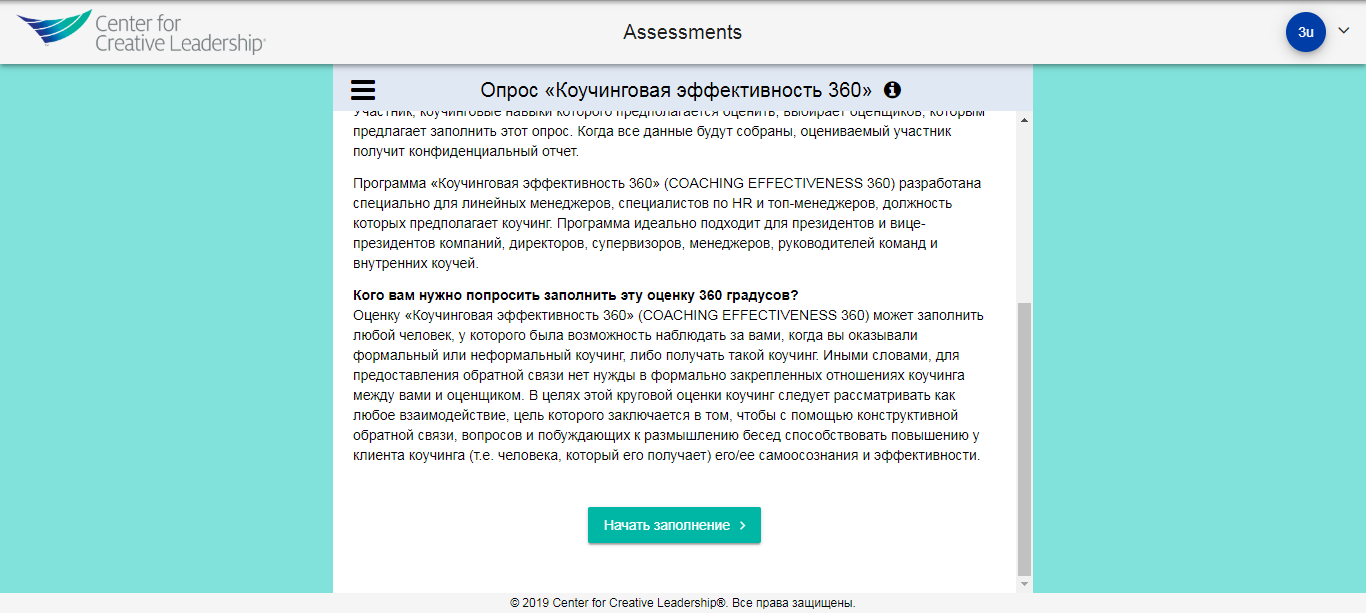 Center for
Creative Leadership®
Assessments
3u
Опрос «Коучинговая эффективность 360»
Участник, коучинговые навыки которого предполагается оценить, выбирает оценщиков, которым
предлагает заполнить этот опрос. Когда все данные будут собраны, оцениваемый участник
получит конфиденциальный отчет.
Программа «Коучинговая эффективность 360» (COACHING EFFECTIVENESS 360) разработана
специально для линейных менеджеров, специалистов по HR и топ-менеджеров, должность
которых предполагает коучинг. Программа идеально подходит для президентов и вице-
президентов компаний, директоров, супервизоров, менеджеров, руководителей команд и
внутренних коучей.
Кого вам нужно попросить заполнить эту оценку 360 градусов?
Оценку «Коучинговая эффективность 360» (COACHING EFFECTIVENESS 360) может заполнить
любой человек, у которого была возможность наблюдать за вами, когда вы оказывали
формальный или неформальный коучинг, либо получать такой коучинг. Иными словами, для
предоставления обратной связи нет нужды в формально закрепленных отношениях коучинга
между вами и оценщиком. В целях этой круговой оценки коучинг следует рассматривать как
любое взаимодействие, цель которого заключается в том, чтобы с помощью конструктивной
обратной связи, вопросов и побуждающих к размышлению бесед способствовать повышению у
клиента коучинга (т.е. человека, который его получает) его/ее самоосознания и эффективности.
Начать заполнение
© 2019 Center for Creative Leadership®. Все права защищены.